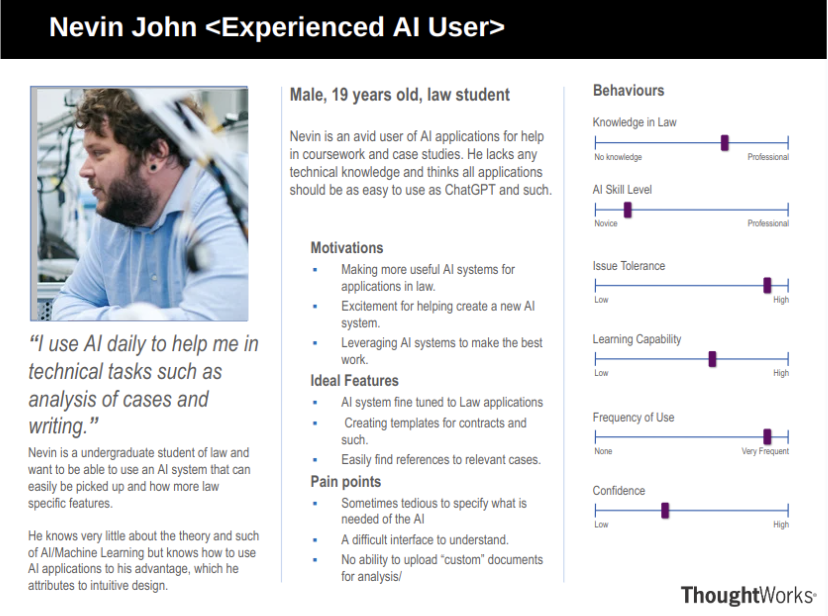 Nevin John <Experienced AI User>
“I use AI daily to help me in
technical tasks such as
analysis of cases and
writing.”
Nevin is a undergraduate student of law and
want to be able to use an AI system that can
easily be picked up and how more law
specific features.
He knows very little about the theory and such
of AI/Machine Learning but knows how to use
AI applications to his advantage, which he
attributes to intuitive design.
Male, 19 years old, law student
Nevin is an avid user of AI applications for help
in coursework and case studies. He lacks any
technical knowledge and thinks all applications
should be as easy to use as ChatGPT and such.
Motivations
▪ Making more useful AI systems for
applications in law.
▪ Excitement for helping create a new AI
system.
▪ Leveraging AI systems to make the best
work.
Ideal Features
▪ AI system fine tuned to Law applications
▪ Creating templates for contracts and
such.
▪ Easily find references to relevant cases.
Pain points
▪ Sometimes tedious to specify what is
needed of the AI
▪ A difficult interface to understand.
▪ No ability to upload “custom” documents
for analysis/
Behaviours
Knowledge in Law
No knowledge Professional
AI Skill Level
Novice Professional
Issue Tolerance
Low High
Learning Capability
Low High
Frequency of Use
None Very Frequent
Confidence
Low High
ThoughtWorks®